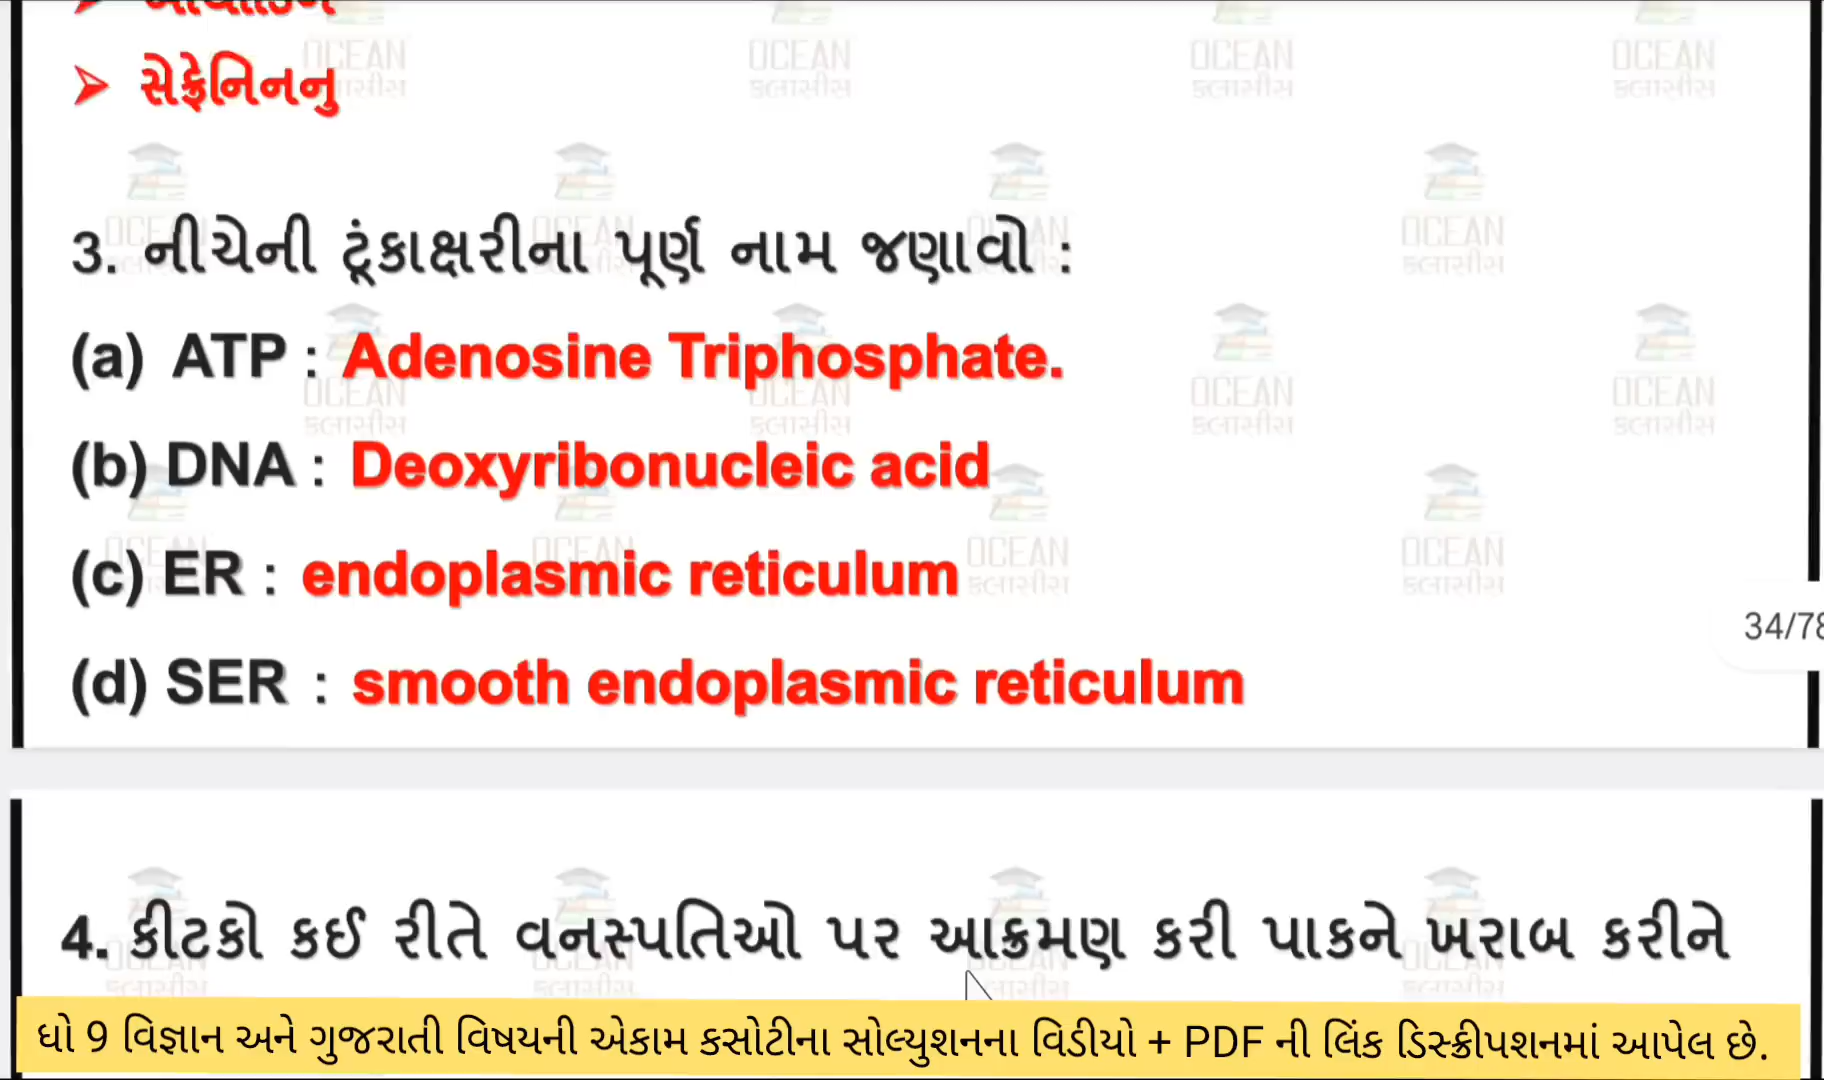 ➢ સેફ્રેનિનનુ
3. નીચેની ટૂંકાક્ષરીના પૂર્ણ નામ જણાવો :
(a) ATP : Adenosine Triphosphate.
(b) DNA : Deoxyribonucleic acid
(c) ER : endoplasmic reticulum
(d) SER : smooth endoplasmic reticulum
34/78
4. કીટકો કઈ રીતે વનસ્પતિઓ પર આક્રમણ કરી પાકને ખરાબ કરીને
ધો 9 વિજ્ઞાન અને ગુજરાતી વિષયની એકામ કસોટીના સોલ્યુશનના વિડીયો + PDF ની લિંક ડિસ્ક્રીપશનમાં આપેલ છે.
OCEAN
ક્લાસીસ